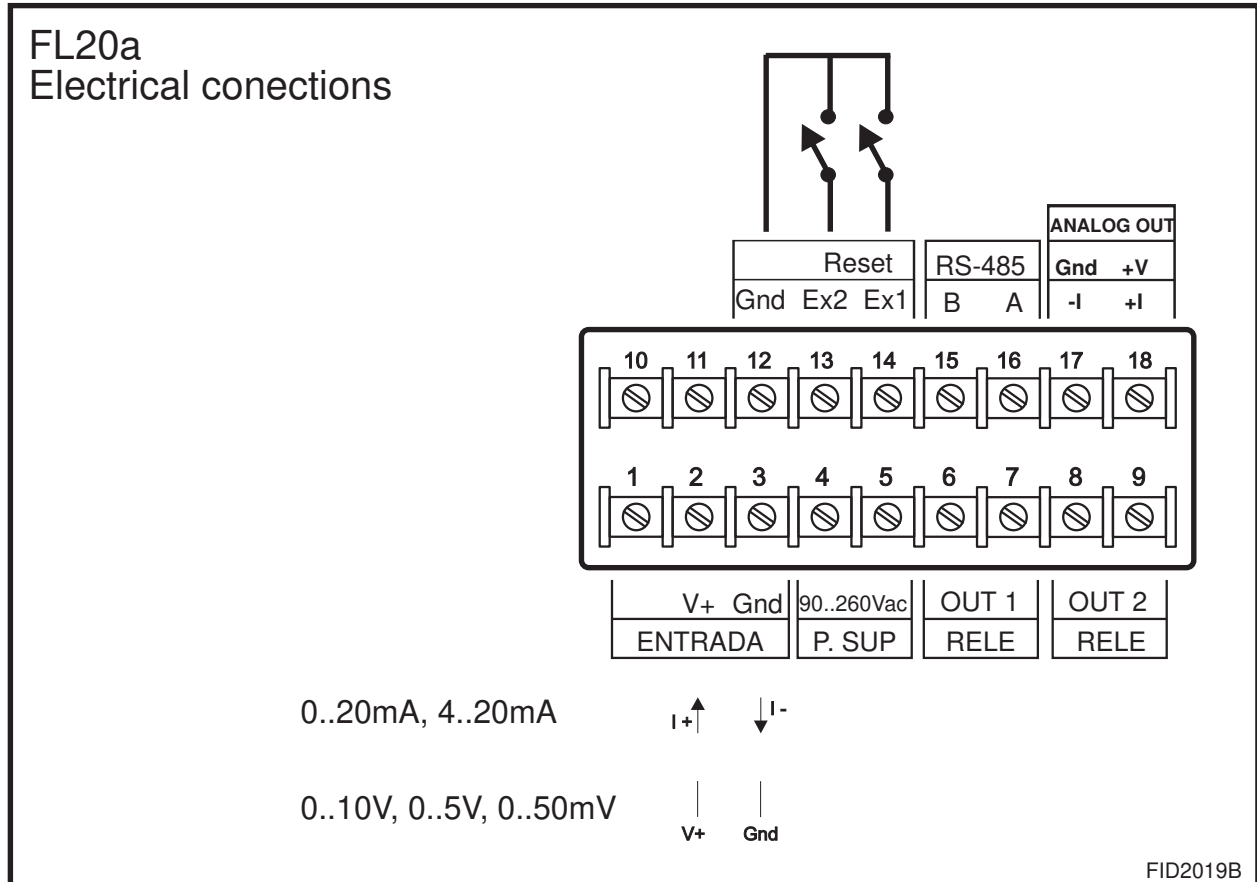 FL20a
Electrical conections
ANALOG OUT
Reset RS-485 Gnd +V
Gnd Ex2 Ex1 B A -I +I
10 11 12 13 14 15 16 17 18
1 2 3 4 5 6 7 8 9
V+ Gnd 90..260Vac OUT 1 OUT 2
ENTRADA P. SUP RELE RELE
0..20mA, 4..20mA I + I -
0..10V, 0..5V, 0..50mV
V+ Gnd
FID2019B